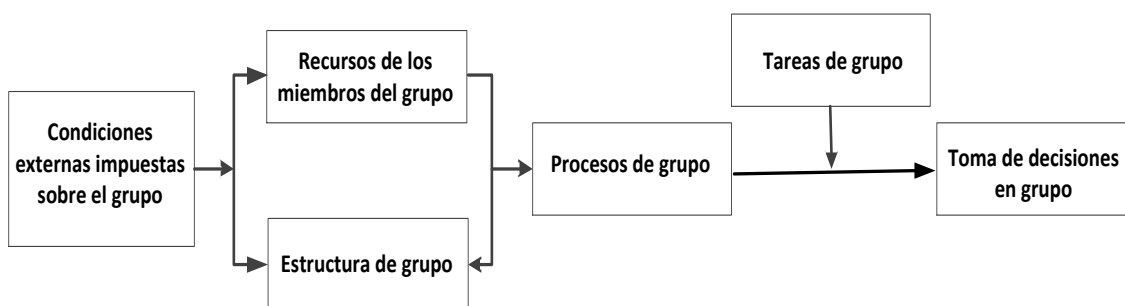 Condiciones
externas impuestas
sobre el grupo
Recursos de los
miembros del grupo
Estructura de grupo
Procesos de grupo
Tareas de grupo
Toma de decisiones
en grupo